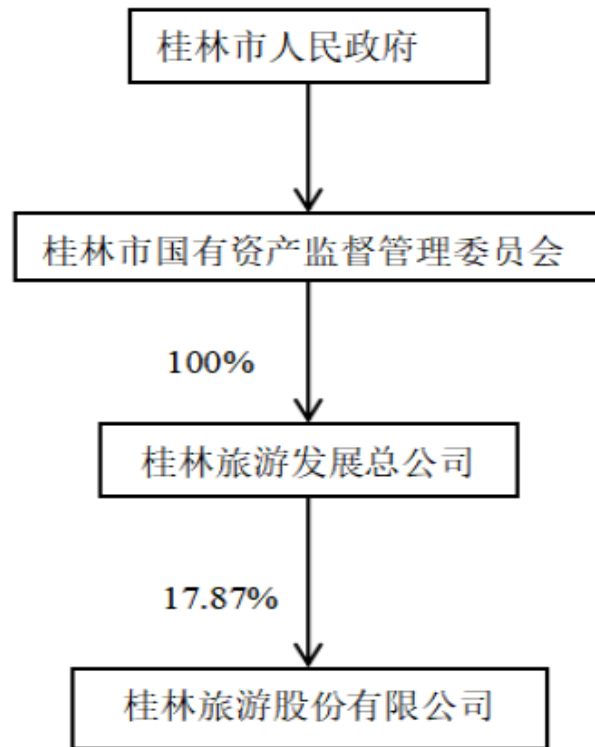 桂林市人民政府
桂林市国有资产监督管理委员会
100%
桂林旅游发展总公司
17.87%
桂林旅游股份有限公司